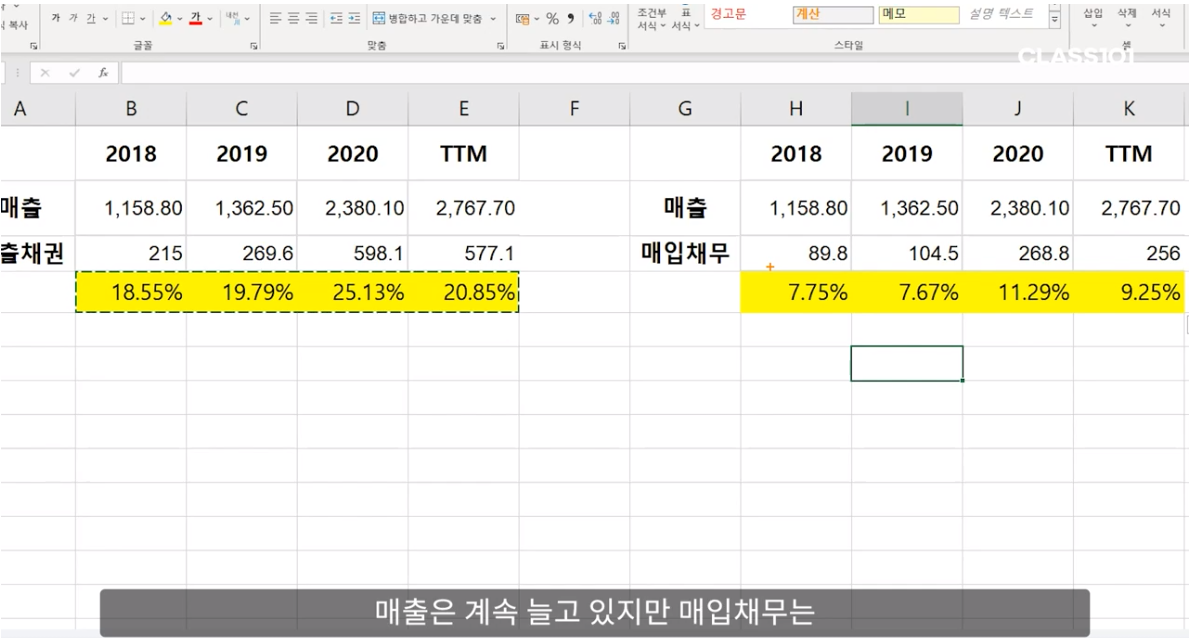 복사
가 가 가 가 내천
병합하고 가운데 맞춤
%
조건부 서식
표 서식
경고문 계산 메모 설명 텍스트
삽입 삭제 서식
글꼴 맞춤 표시 형식 스타일 셀
CLASS101
fx
A B C D E F G H I J K
2018 2019 2020 TTM 2018 2019 2020 TTM
매출 1,158.80 1,362.50 2,380.10 2,767.70 매출 1,158.80 1,362.50 2,380.10 2,767.70
출채권 215 269.6 598.1 577.1 매입채무 89.8 104.5 268.8 256
18.55% 19.79% 25.13% 20.85% 7.75% 7.67% 11.29% 9.25%
매출은 계속 늘고 있지만 매입채무는